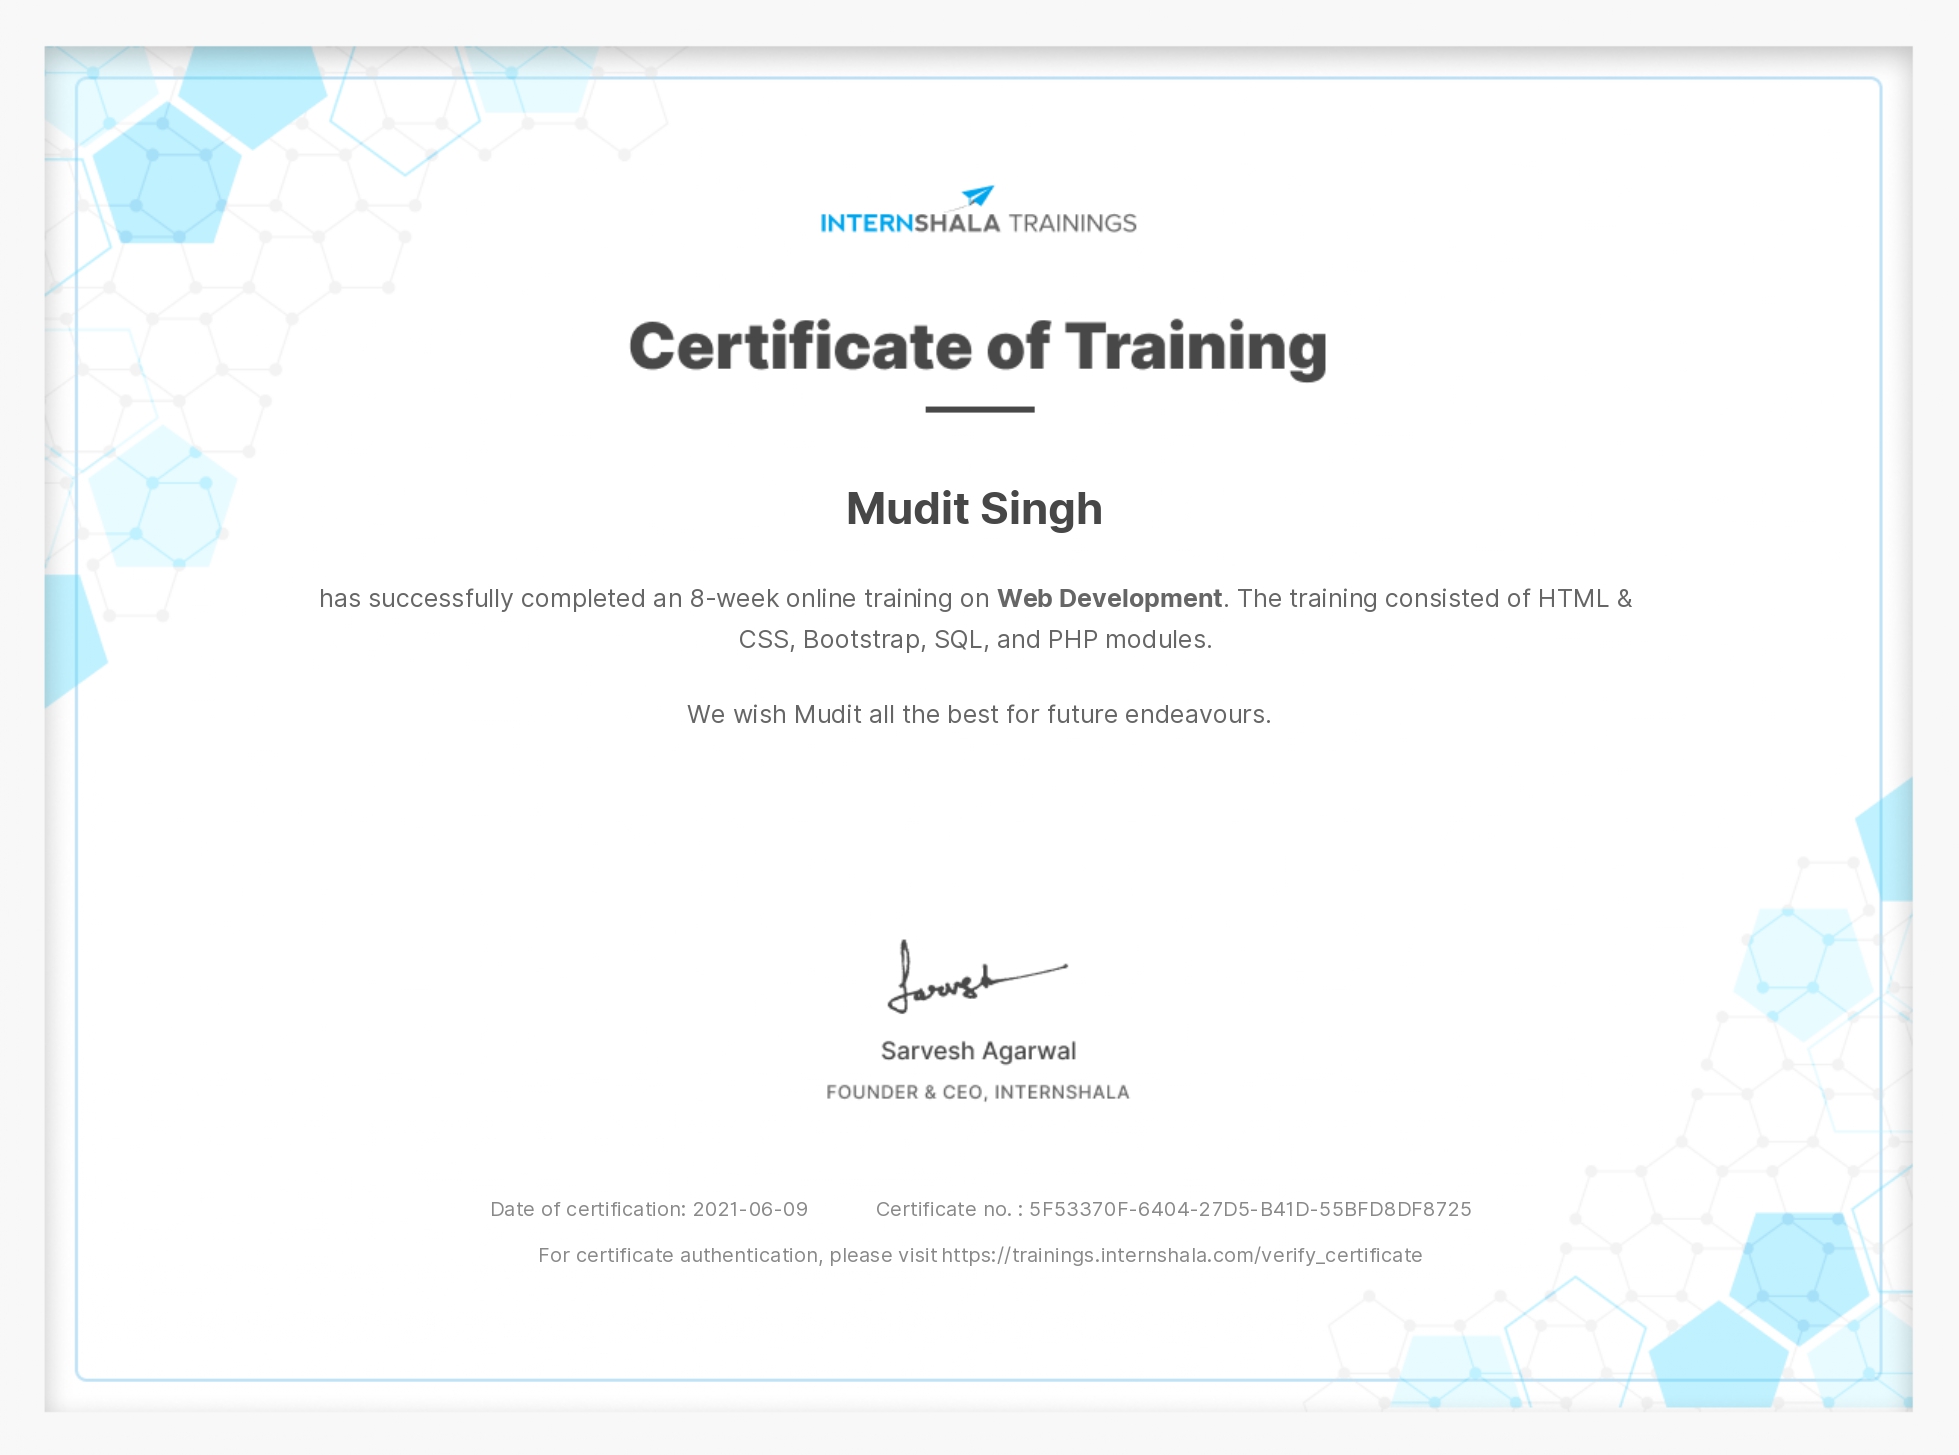 INTERNSHALA TRAININGS
Certificate of Training
Mudit Singh
has successfully completed an 8-week online training on Web Development. The training consisted of HTML &
CSS, Bootstrap, SQL, and PHP modules.
We wish Mudit all the best for future endeavours.
Sarvesh
Sarvesh Agarwal
FOUNDER & CEO, INTERNSHALA
Date of certification: 2021-06-09 Certificate no. : 5F53370F-6404-27D5-B41D-55BFD8DF8725
For certificate authentication, please visit https://trainings.internshala.com/verify_certificate